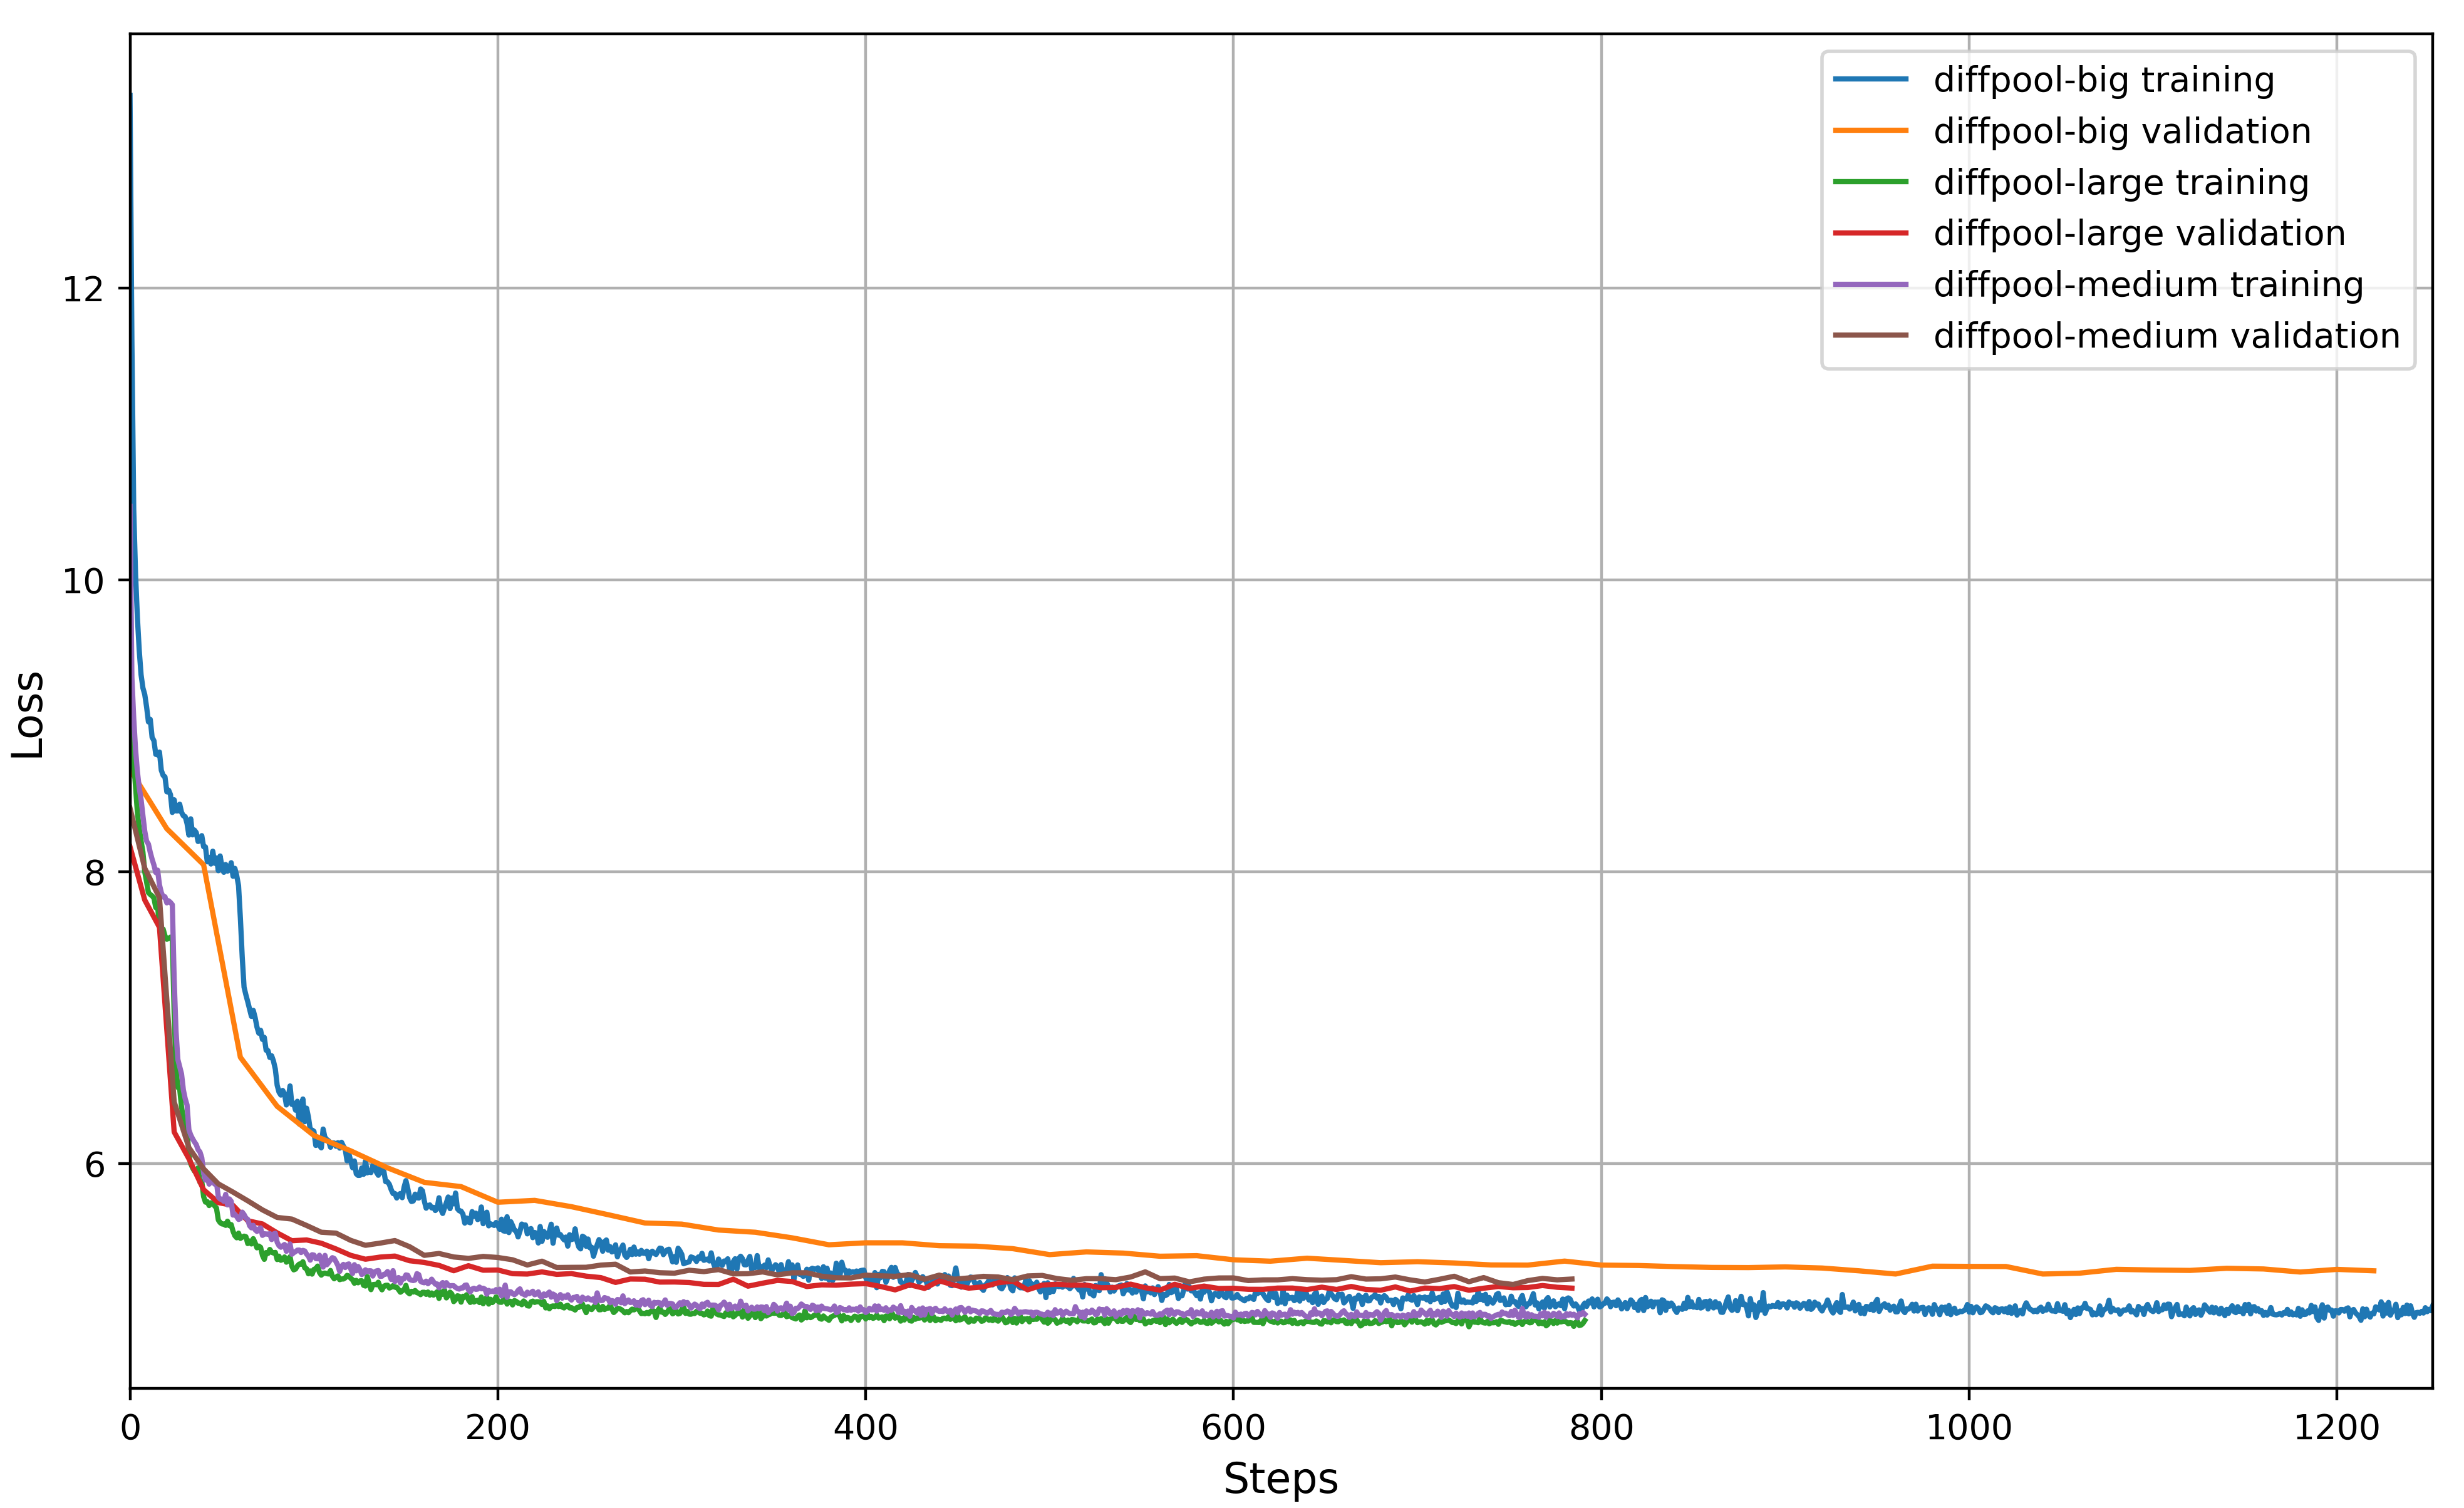 diffpool-big training
diffpool-big validation
diffpool-large training
diffpool-large validation
diffpool-medium training
diffpool-medium validation
12
10
8
6
Loss
0 200 400 600 800 1000 1200
Steps